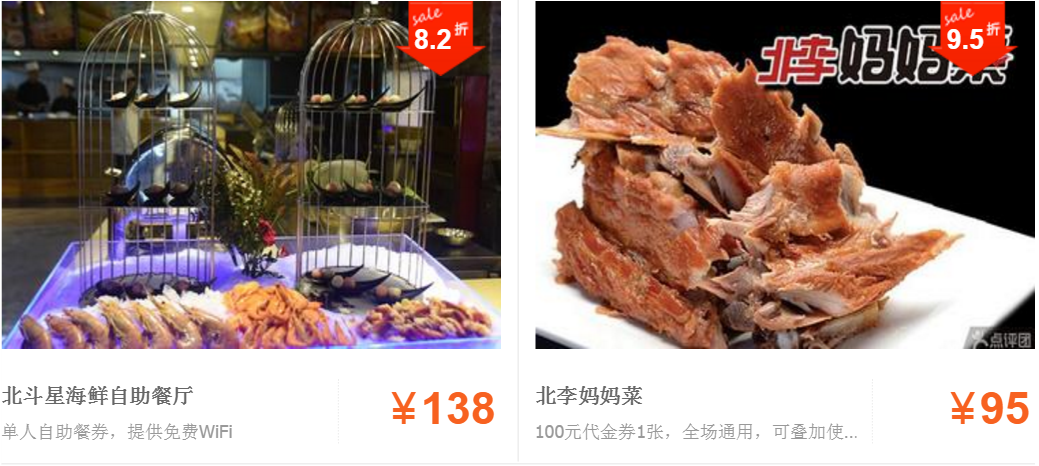 sale
8.2折
sale
9.5折
北李妈妈菜
点评团
北斗星海鲜自助餐厅
¥138
单人自助餐券，提供免费WiFi
北李妈妈菜
¥95
100元代金券1张，全场通用，可叠加使...